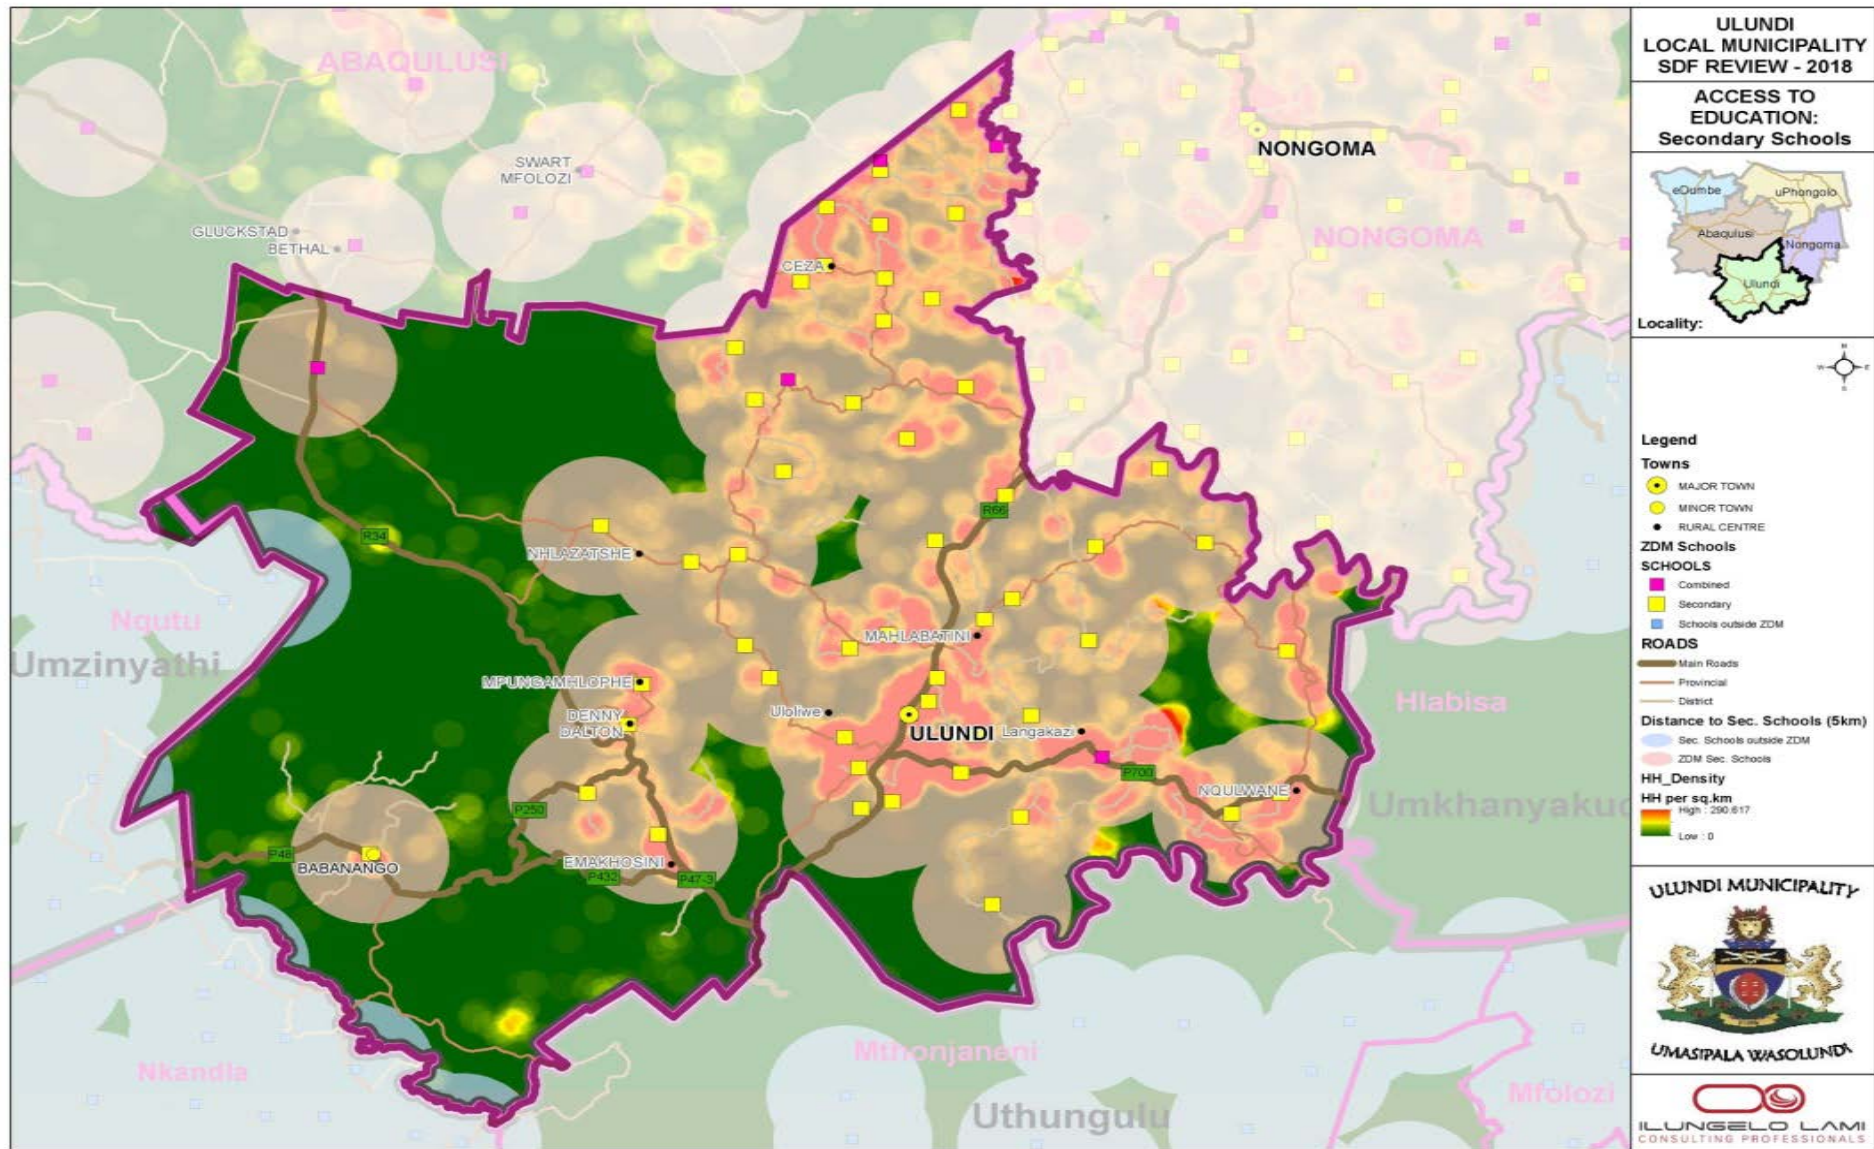 ULUNDI
LOCAL MUNICIPALITY
SDF REVIEW - 2018
ACCESS TO
EDUCATION:
Secondary Schools
eDumbe
uPhongolo
Abaqulusi
Nongoma
Ulundi
Locality:
N
W
E
S
Legend
Towns
MAJOR TOWN
MINOR TOWN
RURAL CENTRE
ZDM Schools
SCHOOLS
Combined
Secondary
Schools outside ZDM
ROADS
Main Roads
Provincial
District
Distance to Sec. Schools (5km)
Sec. Schools outside ZDM
ZDM Sec. Schools
HH_Density
HH per sq.km
High : 290.617
Low : 0
ULUNDI MUNICIPALITY
UMASIPALA WASOLUNDI
ILUNGELO LAMI
CONSULTING PROFESSIONALS
ABAQULUSI
SWART
MFOLOZI
NONGOMA
GLUCKSTAD
BETHAL
NONGOMA
CEZA
R66
R34
NHLAZATSHE
Nqutu
Umzinyathi
MAHLABATINI
MPUNGAMHLOPHE
DENNY
DALTON
Uloliwe
ULUNDI
Langakazi
Hlabisa
P700
NQULWANE
Umkhanyakud
P250
P48
BABANANGO
EMAKHOSINI
P432
P47-3
Nkandla
Mthonjaneni
Uthungulu
Mfolozi